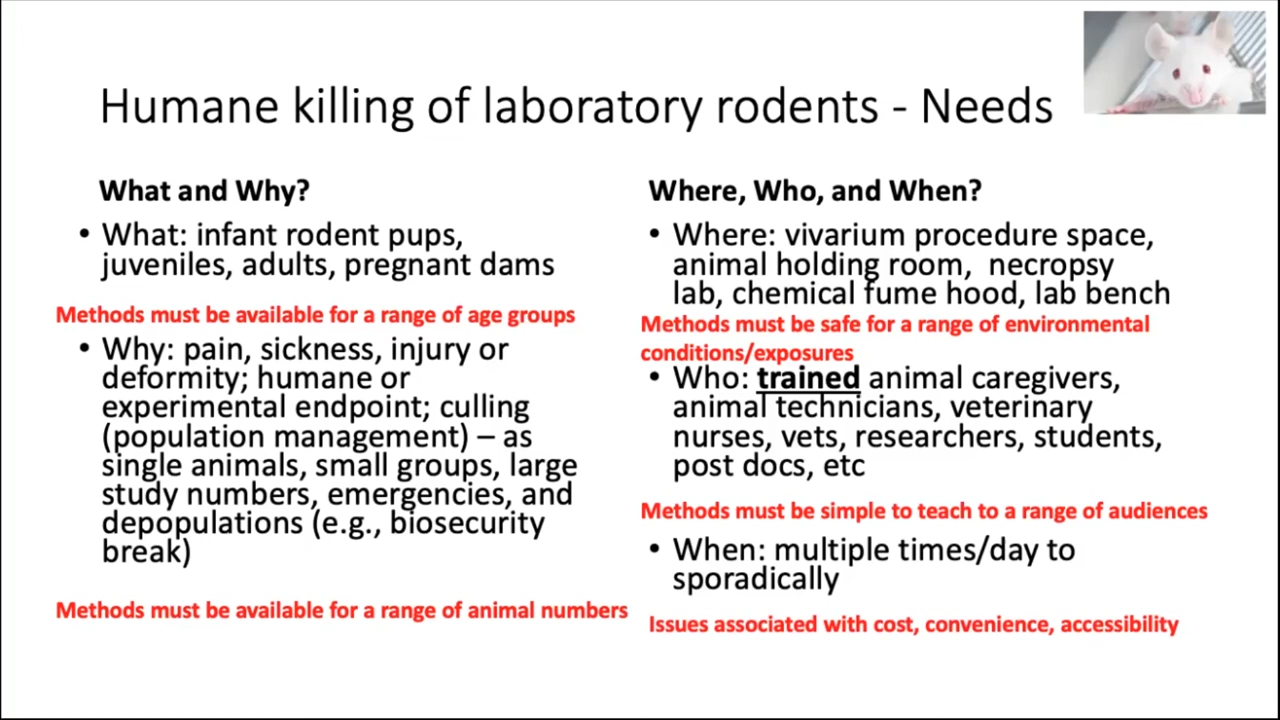 Humane killing of laboratory rodents - Needs
What and Why?
• What: infant rodent pups,
juveniles, adults, pregnant dams
Methods must be available for a range of age groups
• Why: pain, sickness, injury or
deformity; humane or
experimental endpoint; culling
(population management) – as
single animals, small groups, large
study numbers, emergencies, and
depopulations (e.g., biosecurity
break)
Methods must be available for a range of animal numbers
Where, Who, and When?
• Where: vivarium procedure space,
animal holding room,  necropsy
lab, chemical fume hood, lab bench
Methods must be safe for a range of environmental
conditions/exposures
• Who: trained animal caregivers,
animal technicians, veterinary
nurses, vets, researchers, students,
post docs, etc
Methods must be simple to teach to a range of audiences
• When: multiple times/day to
sporadically
Issues associated with cost, convenience, accessibility